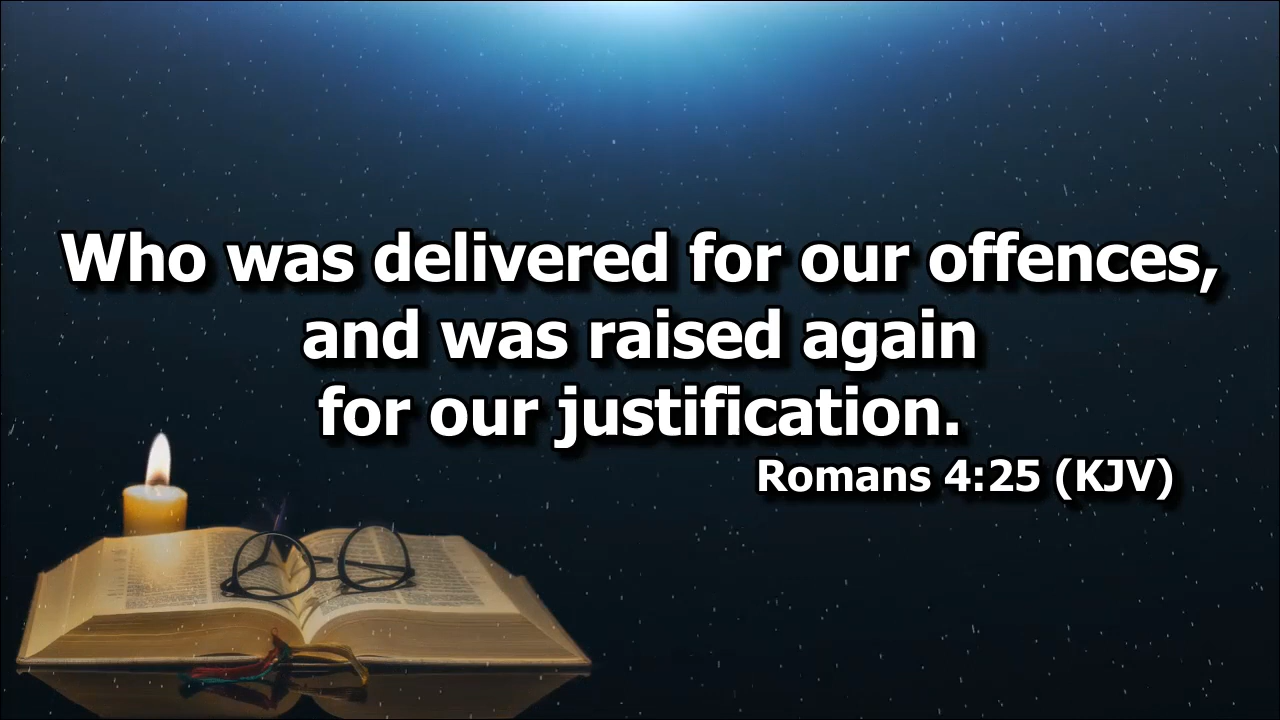 Who was delivered for our offences,
and was raised again
for our justification.
Romans 4:25 (KJV)